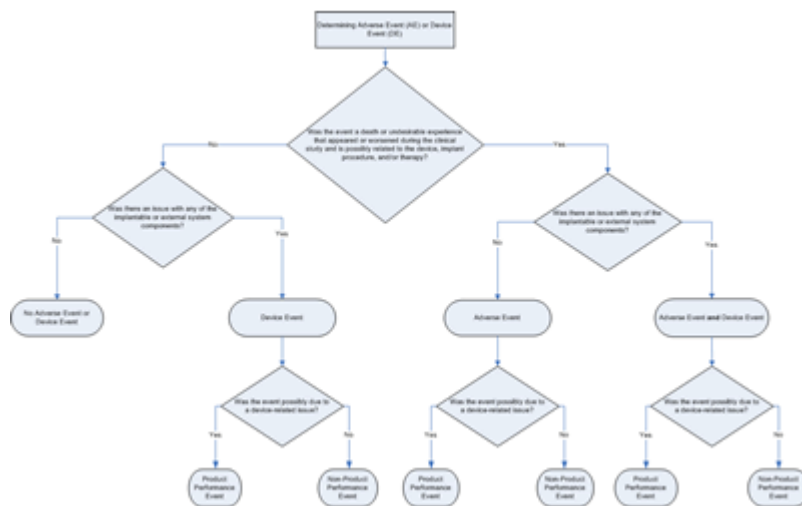 Determining Adverse Event (AE) or Device
Event (DE)
Was the event a death or undesirable experience
that appeared or worsened during the clinical
study and is possibly related to the device, implant
procedure, and/or therapy?
No
Yes
Was there an issue with any of the
implantable or external system
components?
Was there an issue with any of the
implantable or external system
components?
No
Yes
No
Yes
No Adverse Event or
Device Event
Device Event
Adverse Event
Adverse Event and Device Event
Was the event possibly due to
a device-related issue?
Was the event possibly due to
a device-related issue?
Was the event possibly due to
a device-related issue?
Yes
No
Yes
No
Yes
No
Product
Performance
Event
Non-Product
Performance
Event
Product
Performance
Event
Non-Product
Performance
Event
Product
Performance
Event
Non-Product
Performance
Event